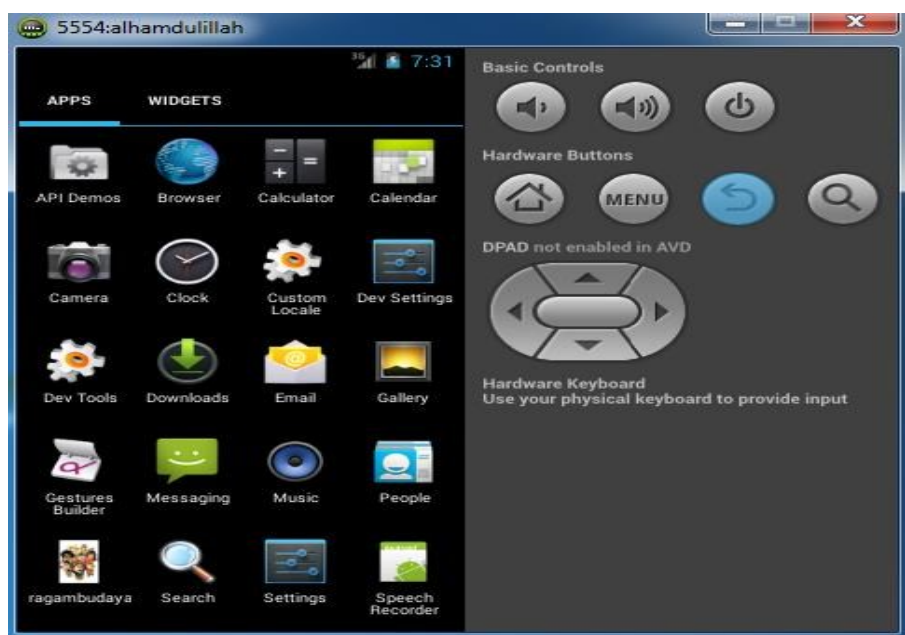 5554:alhamdulillah
3G 7:31
APPS WIDGETS
API Demos Browser Calculator Calendar
Camera Clock Custom Locale Dev Settings
Dev Tools Downloads Email Gallery
Gestures Builder Messaging Music People
ragambudaya Search Settings Speech Recorder
Basic Controls
Hardware Buttons
MENU
DPAD not enabled in AVD
Hardware Keyboard
Use your physical keyboard to provide input